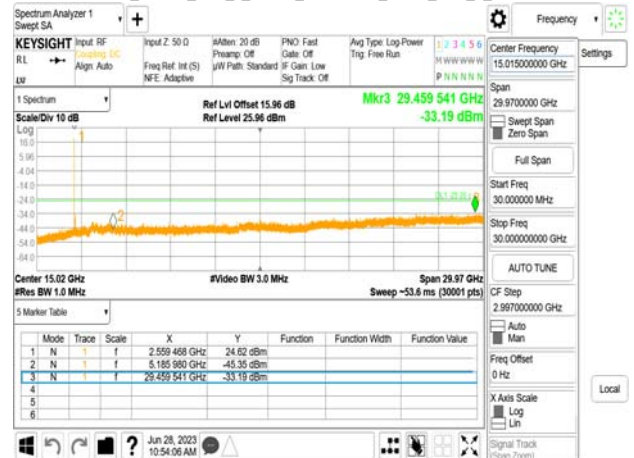 Spectrum Analyzer 1
Swept SA
Frequency
KEYSIGHT
RL
Input: RF
Coupling: DC
Align: Auto
Input Z: 50 Ω
Freq Ref: Int (S)
NFE: Adaptive
#Atten: 20 dB
Preamp: Off
µW Path: Standard
PNO: Fast
Gate: Off
IF Gain: Low
Sig Track: Off
Avg Type: Log-Power
Trig: Free Run
1 2 3 4 5 6
M W W W W W
P N N N N N
1 Spectrum
Scale/Div 10 dB
Ref Lvl Offset 15.96 dB
Ref Level 25.96 dBm
Mkr3 29.459 541 GHz
-33.19 dBm
Log
16.0
5.96
-4.04
-14.0
-24.0
-34.0
-44.0
-54.0
-64.0
1
2
Center 15.02 GHz
#Res BW 1.0 MHz
#Video BW 3.0 MHz
Span 29.97 GHz
Sweep ~53.6 ms (30001 pts)
5 Marker Table
Mode Trace Scale X Y Function Function Width Function Value
1 N 1 f 2.559 468 GHz 24.62 dBm
2 N 1 f 5.185 980 GHz -45.35 dBm
3 N 1 f 29.459 541 GHz -33.19 dBm
4
5
6
Jun 28, 2023
10:54:06 AM
Center Frequency
15.015000000 GHz
Span
29.9700000 GHz
Swept Span
Zero Span
Full Span
Start Freq
30.000000 MHz
Stop Freq
30.000000000 GHz
AUTO TUNE
CF Step
2.997000000 GHz
Auto
Man
Freq Offset
0 Hz
X Axis Scale
Log
Lin
Signal Track
(Span Zoom)
Settings
Local